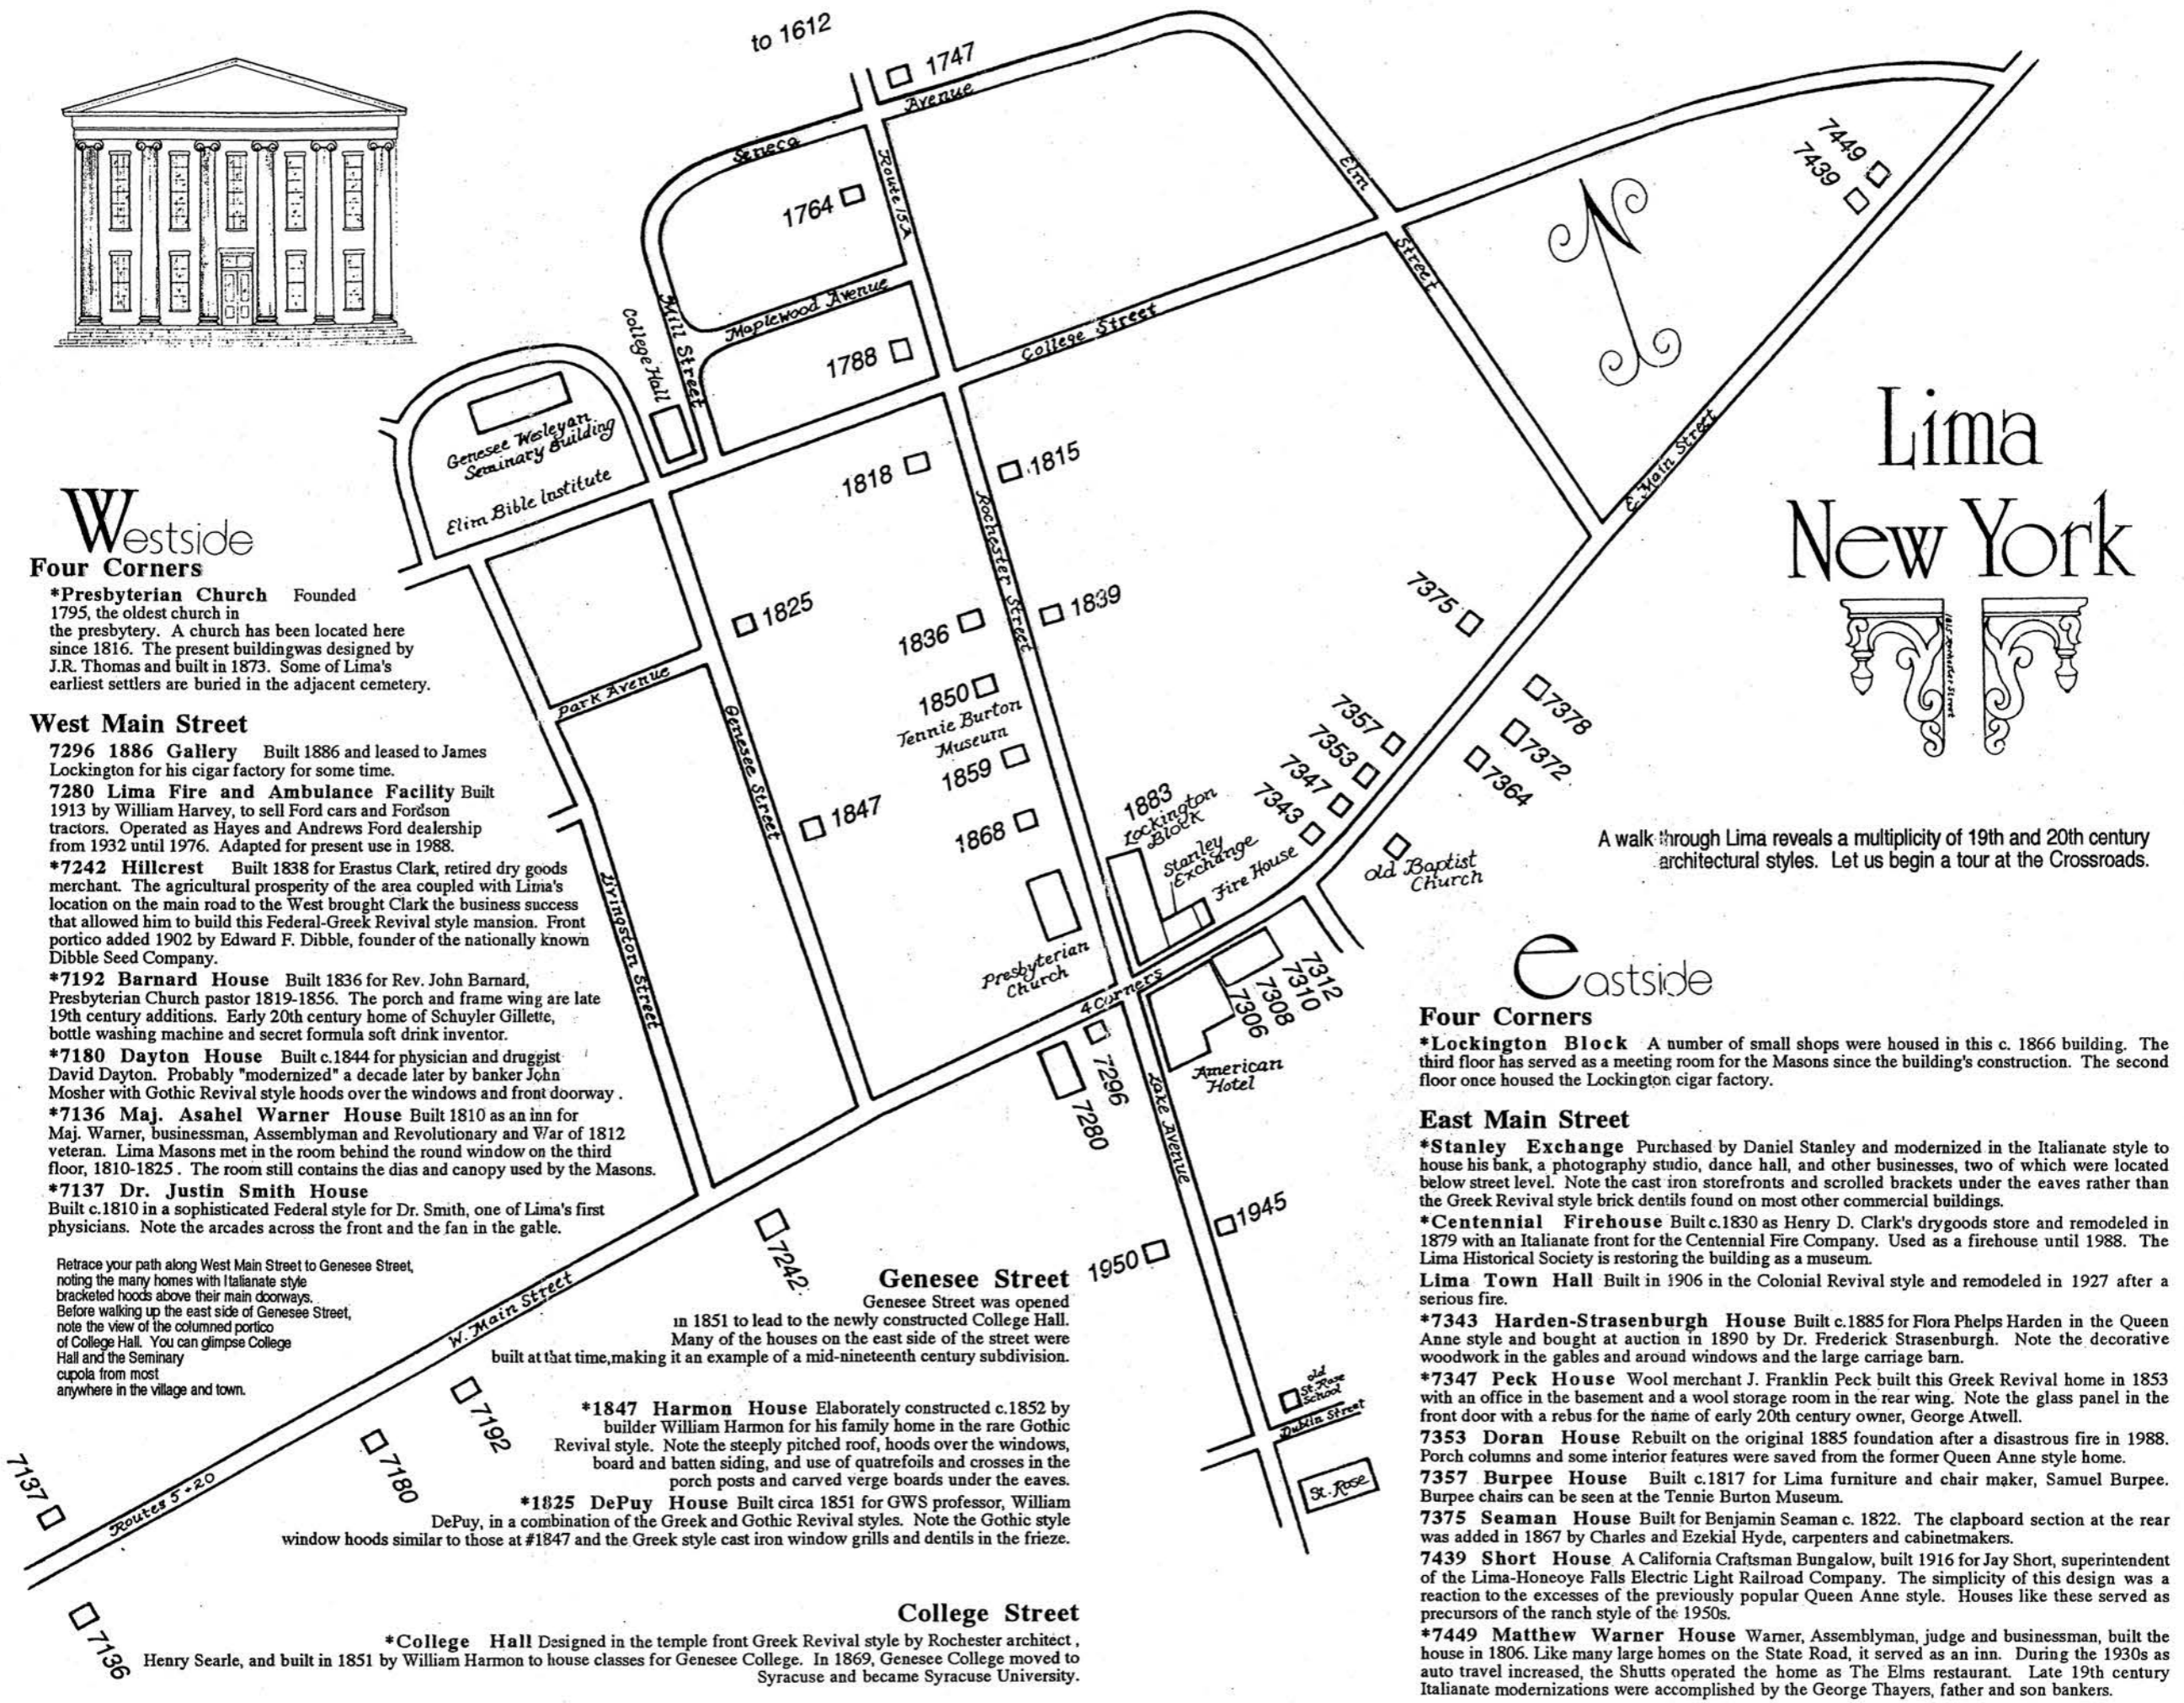 to 1612
1747
Avenue
Seneca
Route 15A
Elm
Street
1764
Maplewood Avenue
Mill Street
College Hall
1788
College Street
7449
7439
N
Genesee Wesleyan
Seminary Building
Elim Bible Institute
1818
1815
Rochester Street
E. Main Street
1825
1836
1839
Park Avenue
1850
Tennie Burton
Museum
1859
1868
Genesee Street
1847
Livingston Street
1883
Lockington
Block
Stanley
Exchange
Fire House
7343
7347
7353
7357
7375
7378
7372
7364
old Baptist
Church
Presbyterian
Church
4 Corners
7296
7280
7306
7308
7310
7312
American
Hotel
Lake Avenue
1945
1950
7242
W. Main Street
7192
7180
Routes 5+20
7137
7136
old
St. Rose
School
Dublin Street
St. Rose
Lima
New York
1815 Rochester Street
A walk through Lima reveals a multiplicity of 19th and 20th century
architectural styles. Let us begin a tour at the Crossroads.
Westside
Four Corners
*Presbyterian Church Founded
1795, the oldest church in
the presbytery. A church has been located here
since 1816. The present buildingwas designed by
J.R. Thomas and built in 1873. Some of Lima's
earliest settlers are buried in the adjacent cemetery.
West Main Street
7296 1886 Gallery Built 1886 and leased to James
Lockington for his cigar factory for some time.
7280 Lima Fire and Ambulance Facility Built
1913 by William Harvey, to sell Ford cars and Fordson
tractors. Operated as Hayes and Andrews Ford dealership
from 1932 until 1976. Adapted for present use in 1988.
*7242 Hillcrest Built 1838 for Erastus Clark, retired dry goods
merchant. The agricultural prosperity of the area coupled with Lima's
location on the main road to the West brought Clark the business success
that allowed him to build this Federal-Greek Revival style mansion. Front
portico added 1902 by Edward F. Dibble, founder of the nationally known
Dibble Seed Company.
*7192 Barnard House Built 1836 for Rev. John Barnard,
Presbyterian Church pastor 1819-1856. The porch and frame wing are late
19th century additions. Early 20th century home of Schuyler Gillette,
bottle washing machine and secret formula soft drink inventor.
*7180 Dayton House Built c.1844 for physician and druggist
David Dayton. Probably "modernized" a decade later by banker John
Mosher with Gothic Revival style hoods over the windows and front doorway .
*7136 Maj. Asahel Warner House Built 1810 as an inn for
Maj. Warner, businessman, Assemblyman and Revolutionary and War of 1812
veteran. Lima Masons met in the room behind the round window on the third
floor, 1810-1825 . The room still contains the dias and canopy used by the Masons.
*7137 Dr. Justin Smith House
Built c.1810 in a sophisticated Federal style for Dr. Smith, one of Lima's first
physicians. Note the arcades across the front and the fan in the gable.
Retrace your path along West Main Street to Genesee Street,
noting the many homes with Italianate style
bracketed hoods above their main doorways.
Before walking up the east side of Genesee Street,
note the view of the columned portico
of College Hall. You can glimpse College
Hall and the Seminary
cupola from most
anywhere in the village and town.
Genesee Street
Genesee Street was opened
in 1851 to lead to the newly constructed College Hall.
Many of the houses on the east side of the street were
built at that time,making it an example of a mid-nineteenth century subdivision.
*1847 Harmon House Elaborately constructed c.1852 by
builder William Harmon for his family home in the rare Gothic
Revival style. Note the steeply pitched roof, hoods over the windows,
board and batten siding, and use of quatrefoils and crosses in the
porch posts and carved verge boards under the eaves.
*1825 DePuy House Built circa 1851 for GWS professor, William
DePuy, in a combination of the Greek and Gothic Revival styles. Note the Gothic style
window hoods similar to those at #1847 and the Greek style cast iron window grills and dentils in the frieze.
College Street
*College Hall Designed in the temple front Greek Revival style by Rochester architect ,
Henry Searle, and built in 1851 by William Harmon to house classes for Genesee College. In 1869, Genesee College moved to
Syracuse and became Syracuse University.
Eastside
Four Corners
*Lockington Block A number of small shops were housed in this c. 1866 building. The
third floor has served as a meeting room for the Masons since the building's construction. The second
floor once housed the Lockington cigar factory.
East Main Street
*Stanley Exchange Purchased by Daniel Stanley and modernized in the Italianate style to
house his bank, a photography studio, dance hall, and other businesses, two of which were located
below street level. Note the cast iron storefronts and scrolled brackets under the eaves rather than
the Greek Revival style brick dentils found on most other commercial buildings.
*Centennial Firehouse Built c.1830 as Henry D. Clark's drygoods store and remodeled in
1879 with an Italianate front for the Centennial Fire Company. Used as a firehouse until 1988. The
Lima Historical Society is restoring the building as a museum.
Lima Town Hall Built in 1906 in the Colonial Revival style and remodeled in 1927 after a
serious fire.
*7343 Harden-Strasenburgh House Built c.1885 for Flora Phelps Harden in the Queen
Anne style and bought at auction in 1890 by Dr. Frederick Strasenburgh. Note the decorative
woodwork in the gables and around windows and the large carriage barn.
*7347 Peck House Wool merchant J. Franklin Peck built this Greek Revival home in 1853
with an office in the basement and a wool storage room in the rear wing. Note the glass panel in the
front door with a rebus for the name of early 20th century owner, George Atwell.
7353 Doran House Rebuilt on the original 1885 foundation after a disastrous fire in 1988.
Porch columns and some interior features were saved from the former Queen Anne style home.
7357 Burpee House Built c.1817 for Lima furniture and chair maker, Samuel Burpee.
Burpee chairs can be seen at the Tennie Burton Museum.
7375 Seaman House Built for Benjamin Seaman c. 1822. The clapboard section at the rear
was added in 1867 by Charles and Ezekial Hyde, carpenters and cabinetmakers.
7439 Short House A California Craftsman Bungalow, built 1916 for Jay Short, superintendent
of the Lima-Honeoye Falls Electric Light Railroad Company. The simplicity of this design was a
reaction to the excesses of the previously popular Queen Anne style. Houses like these served as
precursors of the ranch style of the 1950s.
*7449 Matthew Warner House Warner, Assemblyman, judge and businessman, built the
house in 1806. Like many large homes on the State Road, it served as an inn. During the 1930s as
auto travel increased, the Shutts operated the home as The Elms restaurant. Late 19th century
Italianate modernizations were accomplished by the George Thayers, father and son bankers.